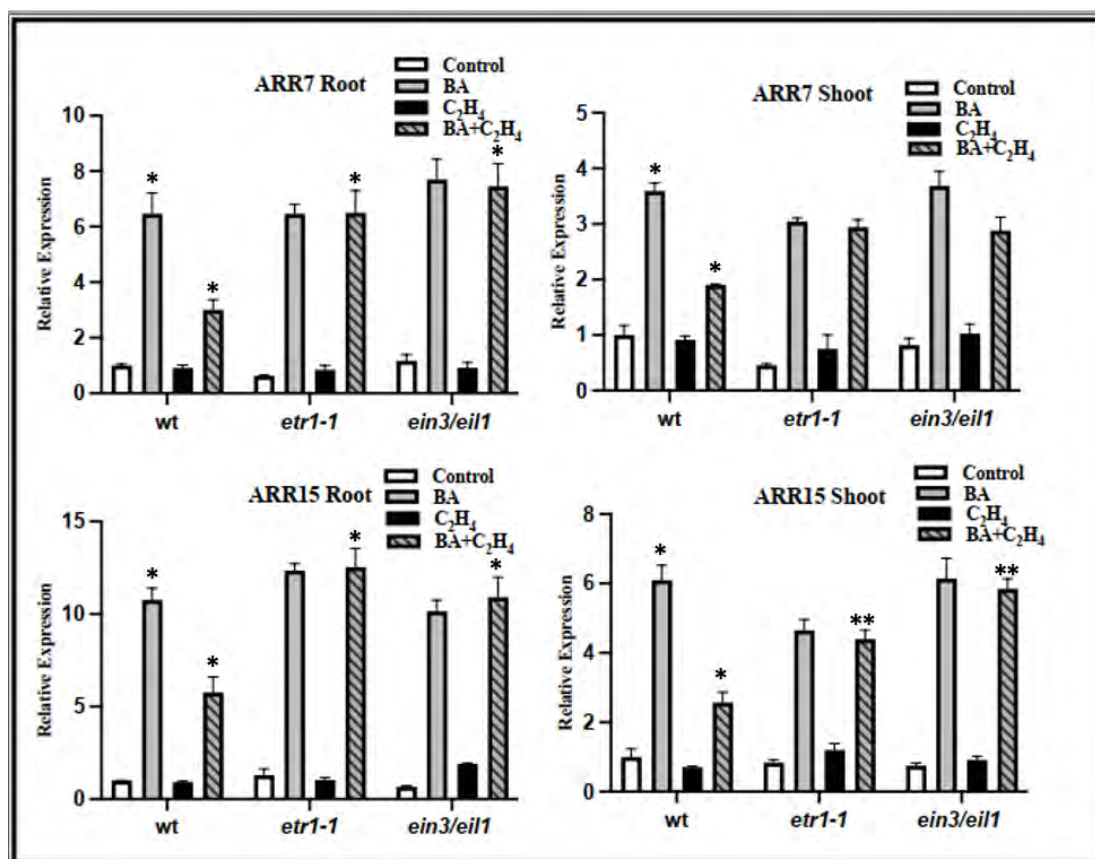 ARR7 Root
Control
BA
C₂H₄
BA+C₂H₄
Relative Expression
10
8
6
4
2
0
*
*
*
*
wt
etr1-1
ein3/eil1
ARR7 Shoot
Control
BA
C₂H₄
BA+C₂H₄
Relative Expression
5
4
3
2
1
0
*
*
wt
etr1-1
ein3/eil1
ARR15 Root
Control
BA
C₂H₄
BA+C₂H₄
Relative Expression
15
10
5
0
*
*
*
*
wt
etr1-1
ein3/eil1
ARR15 Shoot
Control
BA
C₂H₄
BA+C₂H₄
Relative Expression
8
6
4
2
0
*
*
**
**
wt
etr1-1
ein3/eil1